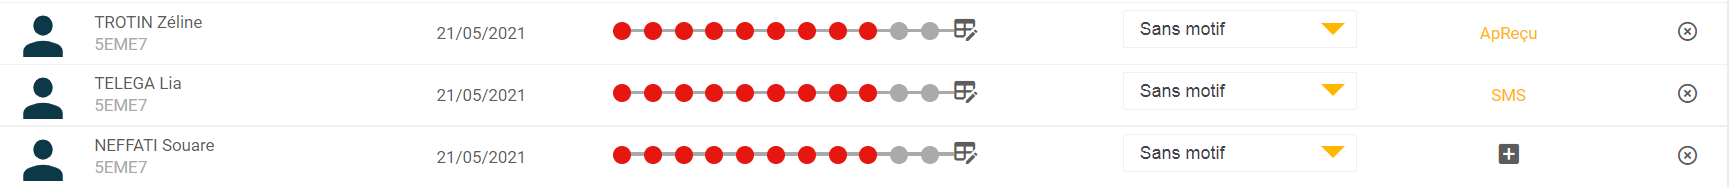 TROTIN Zéline
5EME7
21/05/2021
Sans motif
ApReçu
TELEGA Lia
5EME7
21/05/2021
Sans motif
SMS
NEFFATI Souare
5EME7
21/05/2021
Sans motif